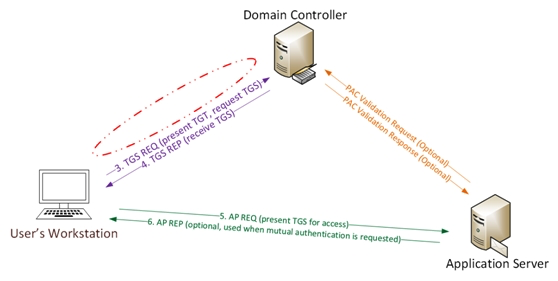 Domain Controller
3. TGS REQ (present TGT, request TGS)
4. TGS REP (receive TGS)
PAC Validation Request (Optional)
PAC Validation Response (Optional)
5. AP REQ (present TGS for access)
6. AP REP (optional, used when mutual authentication is requested)
User's Workstation
Application Server